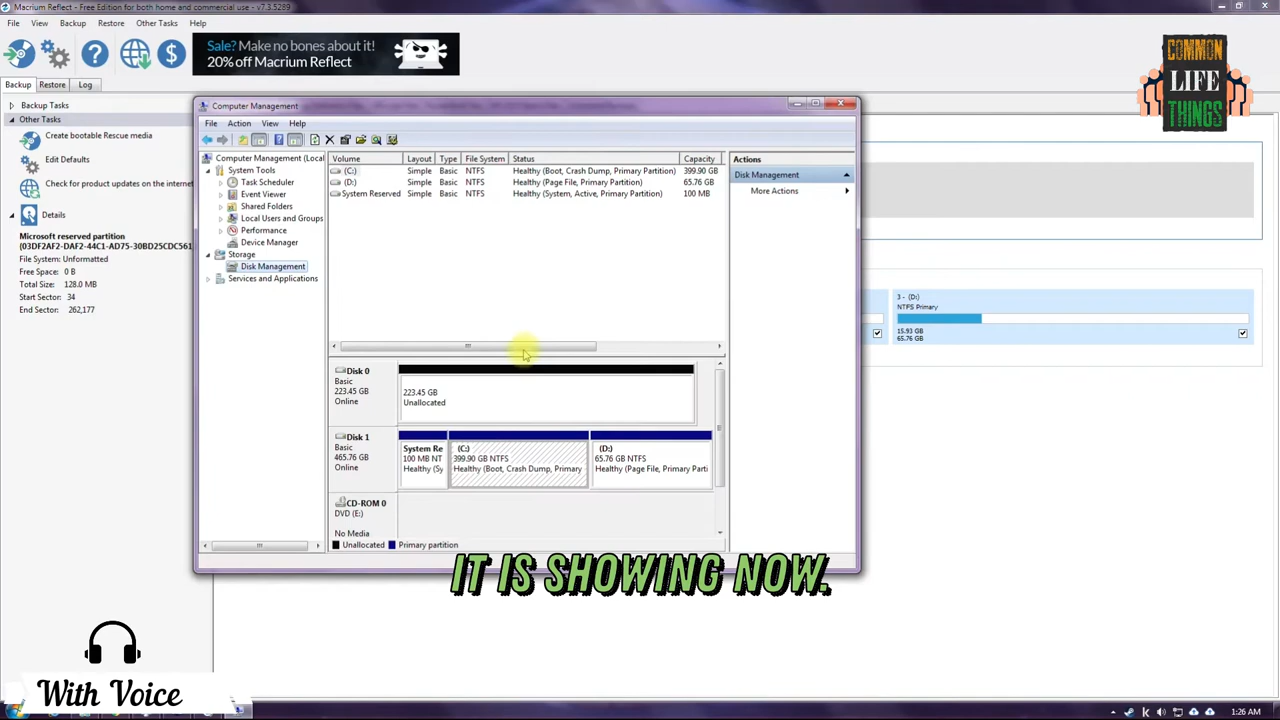 Macrium Reflect - Free Edition for both home and commercial use - v7.3.5289
File View Backup Restore Other Tasks Help
Sale? Make no bones about it!
20% off Macrium Reflect
COMMON
LIFE
THINGS
Backup Restore Log
Backup Tasks
Other Tasks
Create bootable Rescue media
Edit Defaults
Check for product updates on the internet
Details
Microsoft reserved partition
(03DF2AF2-DAF2-44C1-AD75-30BD25CDC561
File System: Unformatted
Free Space: 0 B
Total Size: 128.0 MB
Start Sector: 34
End Sector: 262,177
Computer Management
File Action View Help
Computer Management (Local
System Tools
Task Scheduler
Event Viewer
Shared Folders
Local Users and Groups
Performance
Device Manager
Storage
Disk Management
Services and Applications
Volume Layout Type File System Status Capacity
(C:) Simple Basic NTFS Healthy (Boot, Crash Dump, Primary Partition) 399.90 GB
(D:) Simple Basic NTFS Healthy (Page File, Primary Partition) 65.76 GB
System Reserved Simple Basic NTFS Healthy (System, Active, Primary Partition) 100 MB
Actions
Disk Management
More Actions
Disk 0
Basic
223.45 GB
Online
223.45 GB
Unallocated
Disk 1
Basic
465.76 GB
Online
System Re
100 MB NT
Healthy (Sy
(C:)
399.90 GB NTFS
Healthy (Boot, Crash Dump, Primary
(D:)
65.76 GB NTFS
Healthy (Page File, Primary Parti
CD-ROM 0
DVD (E:)
No Media
Unallocated Primary partition
3 - (D:)
NTFS Primary
15.93 GB
65.76 GB
IT IS SHOWING NOW.
With Voice
1:26 AM